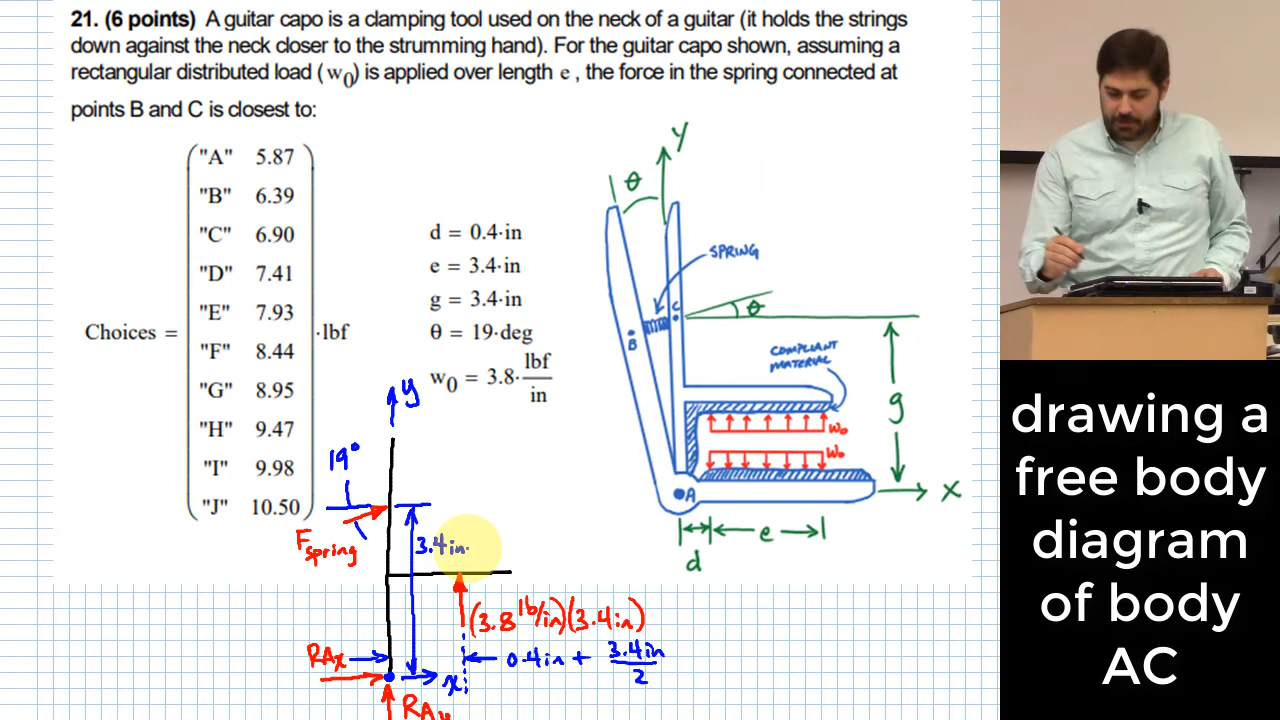 21. (6 points) A guitar capo is a clamping tool used on the neck of a guitar (it holds the strings
down against the neck closer to the strumming hand). For the guitar capo shown, assuming a
rectangular distributed load (w0) is applied over length e , the force in the spring connected at
points B and C is closest to:
Choices =
"A" 5.87
"B" 6.39
"C" 6.90
"D" 7.41
"E" 7.93
"F" 8.44
"G" 8.95
"H" 9.47
"I" 9.98
"J" 10.50
·lbf
d = 0.4·in
e = 3.4·in
g = 3.4·in
θ = 19·deg
w0 = 3.8· lbf/in
y
θ
SPRING
C
θ
B
COMPLIANT
MATERIAL
g
w0
w0
A
x
d
e
y
19°
Fspring
3.4in
(3.8 lb/in)(3.4in)
RAx
x
0.4in + 3.4in/2
RAy
drawing a
free body
diagram
of body
AC